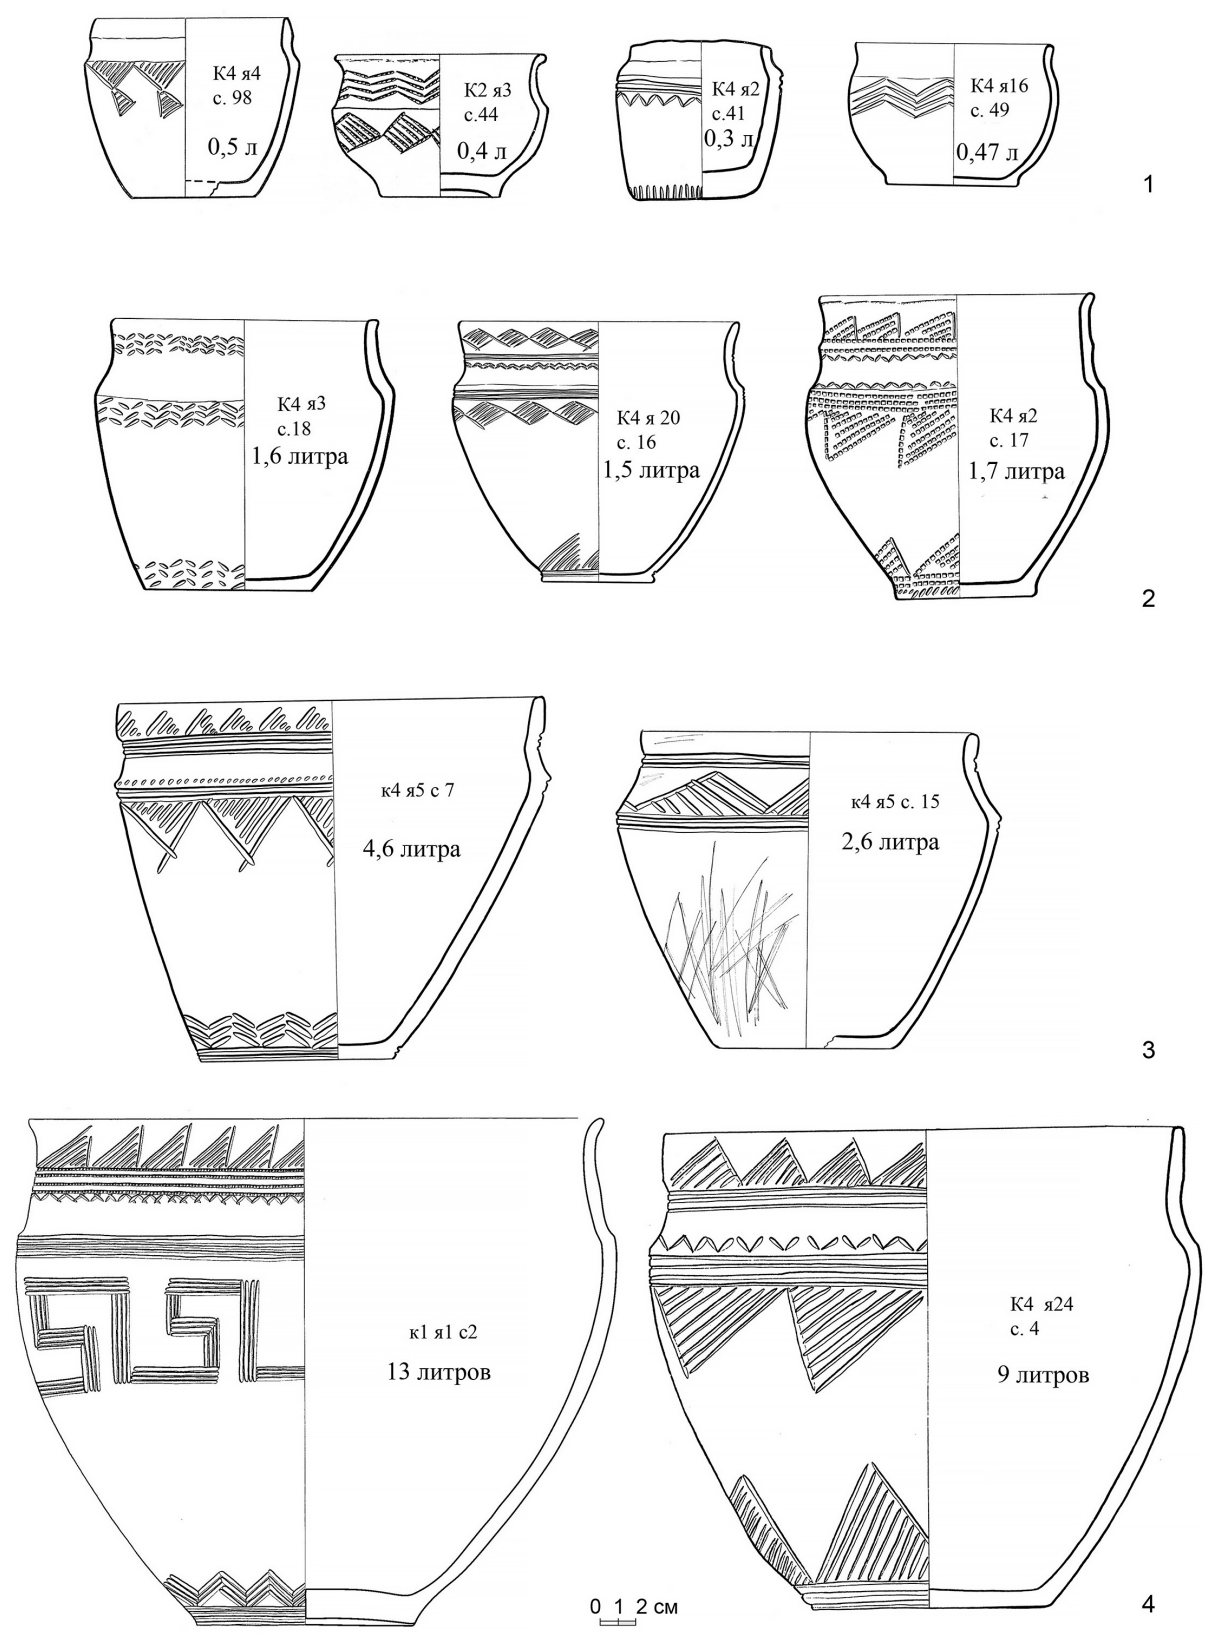 К4 я4
с. 98
0,5 л
К2 я3
с.44
0,4 л
К4 я2
с.41
0,3 л
К4 я16
с. 49
0,47 л
1
К4 я3
с.18
1,6 литра
К4 я 20
с. 16
1,5 литра
К4 я2
с. 17
1,7 литра
2
к4 я5 с 7
4,6 литра
к4 я5 с. 15
2,6 литра
3
к1 я1 с2
13 литров
К4 я24
с. 4
9 литров
0 1 2 см
4